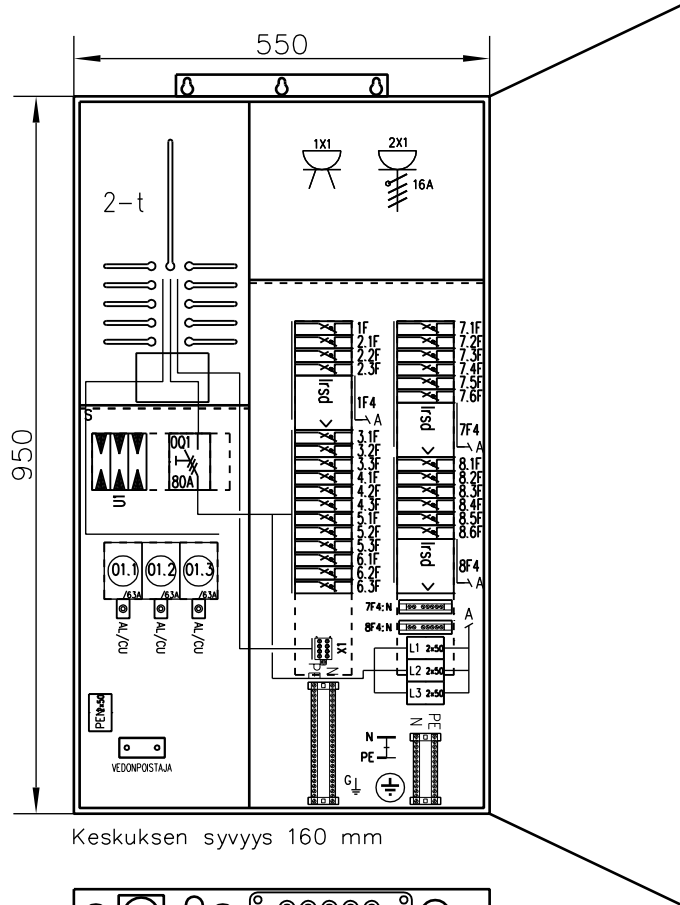 550
950
2-t
1X1
2X1
16A
1F
2.1F
2.2F
2.3F
Irsd
1F4
A
3.1F
3.2F
3.3F
4.1F
4.2F
4.3F
5.1F
5.2F
5.3F
6.1F
6.2F
6.3F
7.1F
7.2F
7.3F
7.4F
7.5F
7.6F
Irsd
7F4
A
8.1F
8.2F
8.3F
8.4F
8.5F
8.6F
Irsd
8F4
A
S
U1
0Q1
80A
01.1
01.2
01.3
/63A
/63A
/63A
AL/CU
AL/CU
AL/CU
7F4:N
8F4:N
A
X1
L1 2x50
L2 2x50
L3 2x50
N
PEN 2x50
VEDONPOISTAJA
N
PE
N
PE
G
Keskuksen syvyys 160 mm